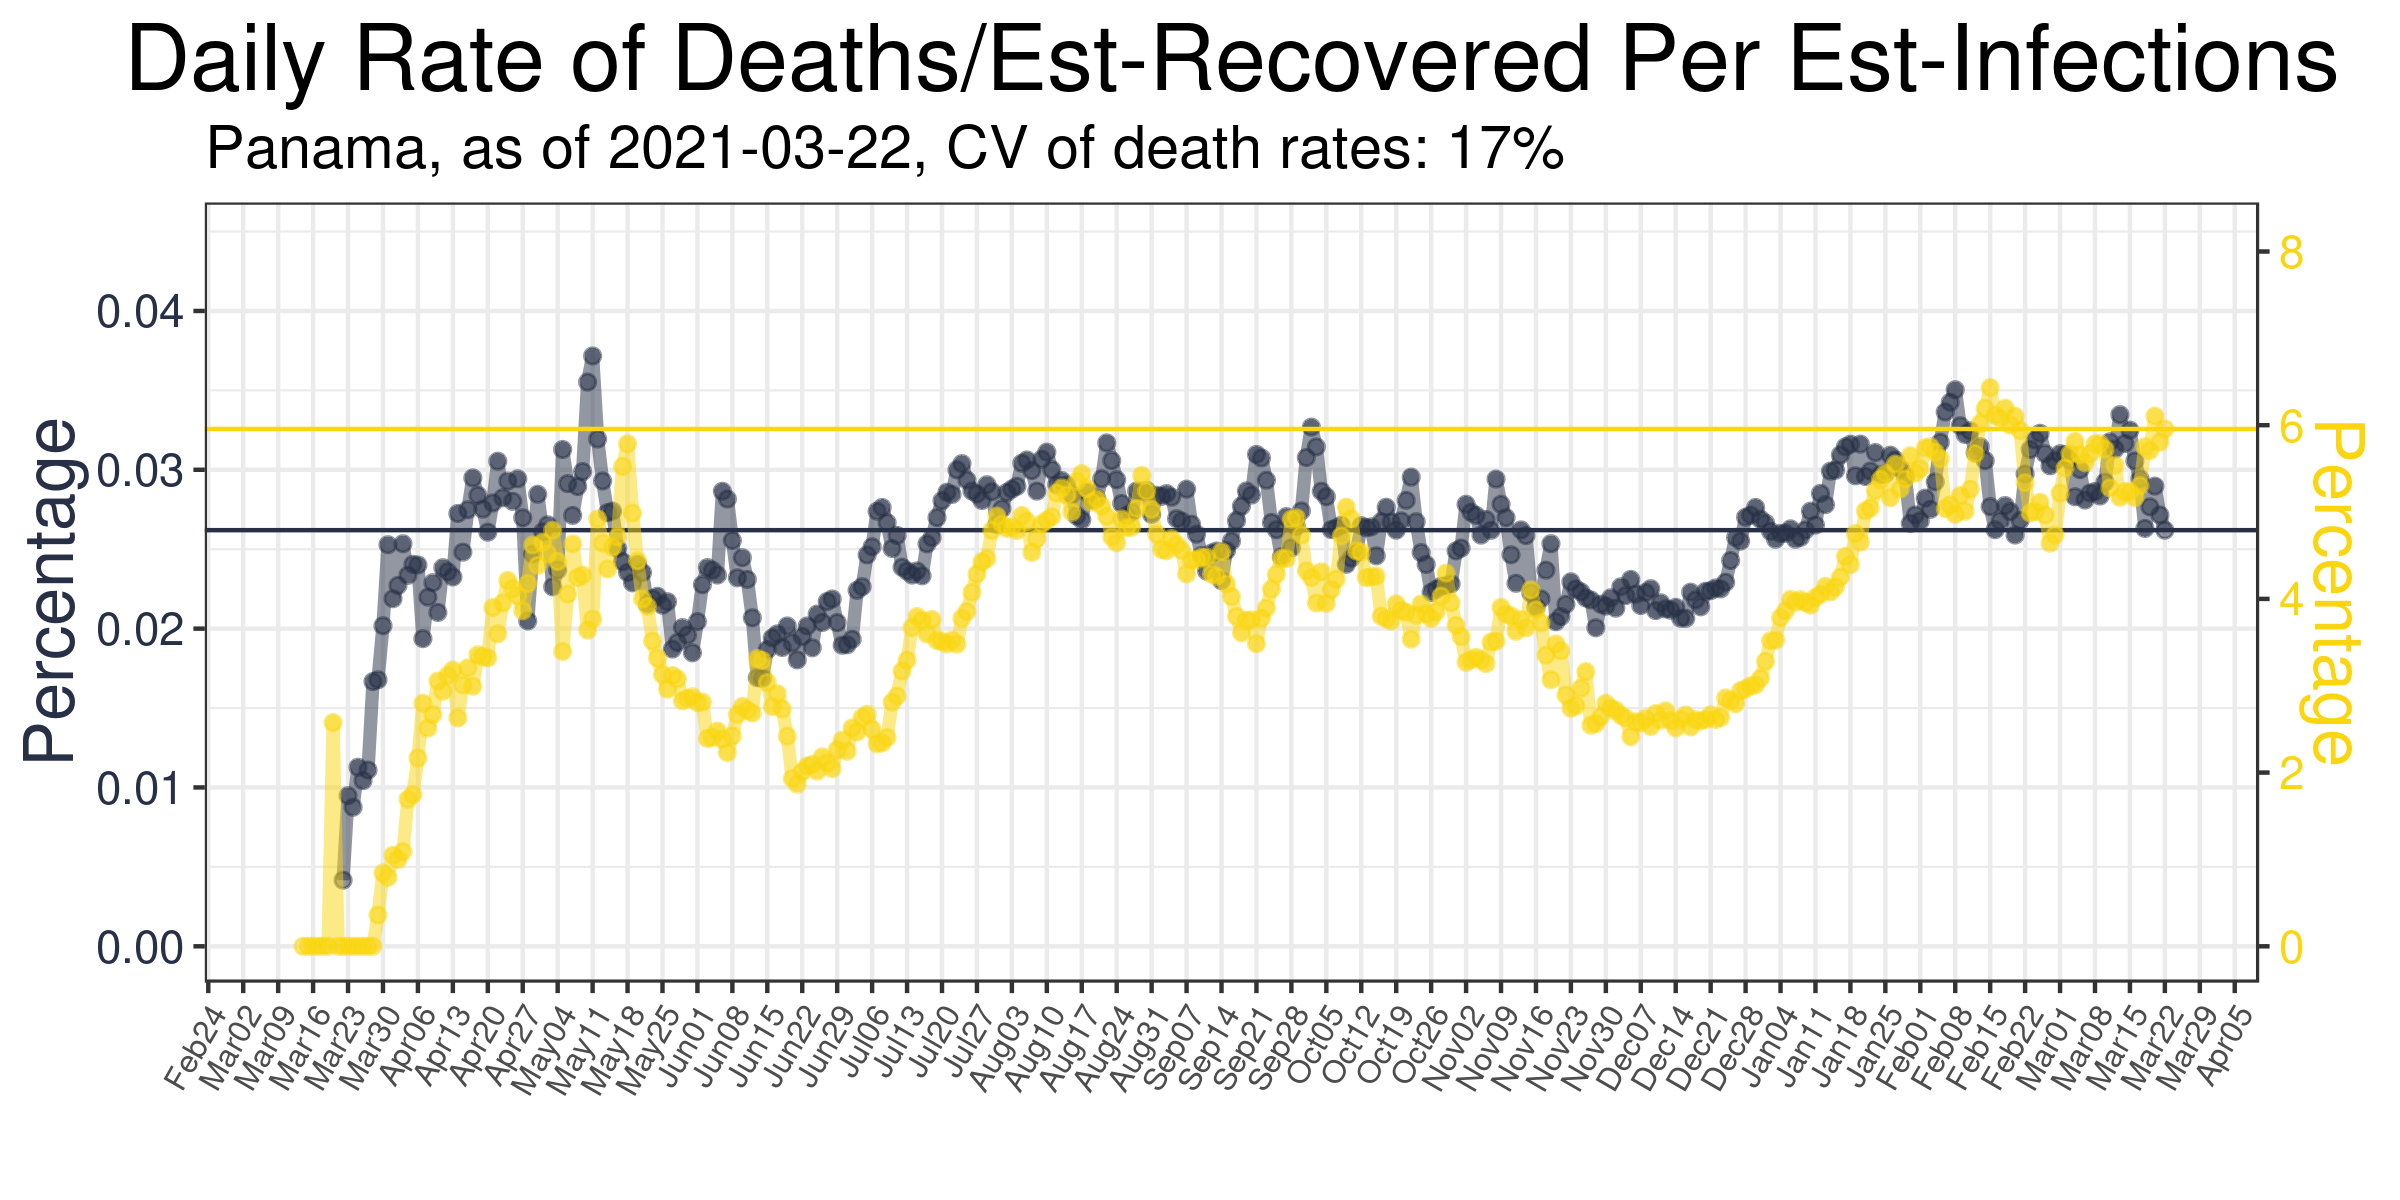 Daily Rate of Deaths/Est-Recovered Per Est-Infections
Panama, as of 2021-03-22, CV of death rates: 17%
Percentage
0.04
0.03
0.02
0.01
0.00
8
6
4
2
0
Percentage
Feb24 Mar02 Mar09 Mar16 Mar23 Mar30 Apr06 Apr13 Apr20 Apr27 May04 May11 May18 May25 Jun01 Jun08 Jun15 Jun22 Jun29 Jul06 Jul13 Jul20 Jul27 Aug03 Aug10 Aug17 Aug24 Aug31 Sep07 Sep14 Sep21 Sep28 Oct05 Oct12 Oct19 Oct26 Nov02 Nov09 Nov16 Nov23 Nov30 Dec07 Dec14 Dec21 Dec28 Jan04 Jan11 Jan18 Jan25 Feb01 Feb08 Feb15 Feb22 Mar01 Mar08 Mar15 Mar22 Mar29 Apr05